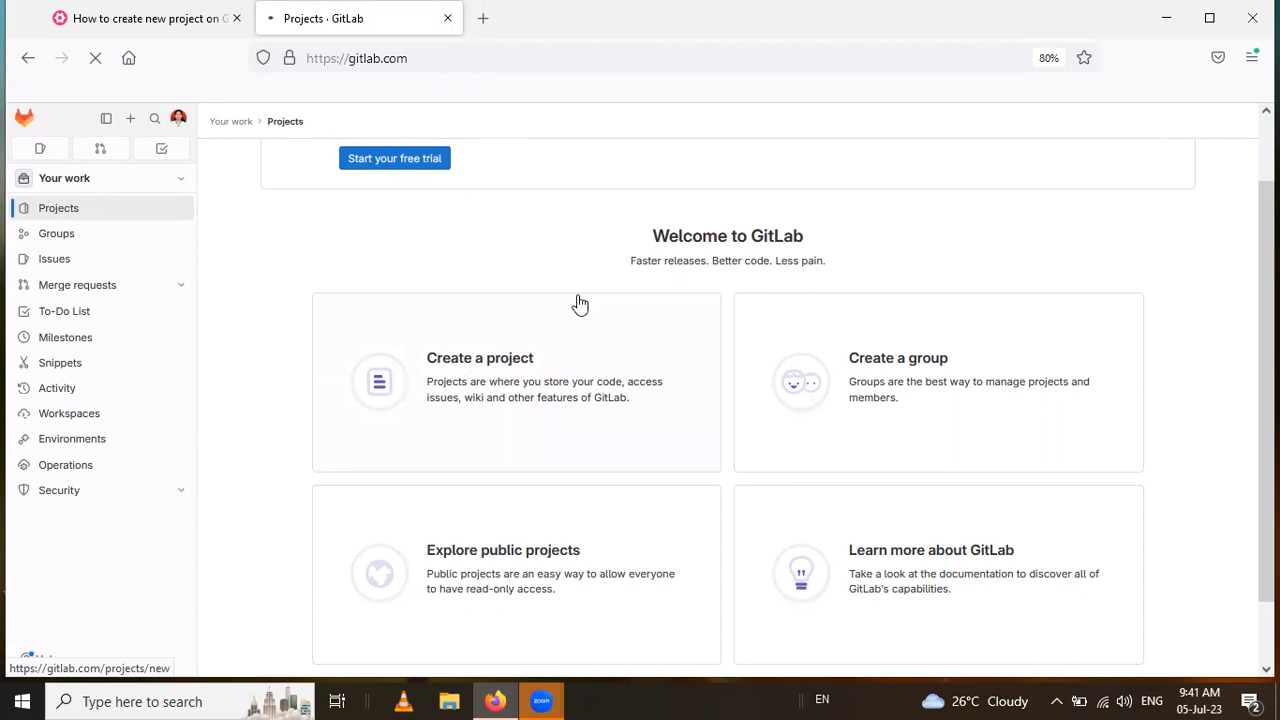 How to create new project on G
Projects · GitLab
https://gitlab.com
80%
Your work > Projects
Your work
Start your free trial
Projects
Groups
Issues
Merge requests
To-Do List
Milestones
Snippets
Activity
Workspaces
Environments
Operations
Security
Welcome to GitLab
Faster releases. Better code. Less pain.
Create a project
Projects are where you store your code, access
issues, wiki and other features of GitLab.
Create a group
Groups are the best way to manage projects and
members.
Explore public projects
Public projects are an easy way to allow everyone
to have read-only access.
Learn more about GitLab
Take a look at the documentation to discover all of
GitLab's capabilities.
https://gitlab.com/projects/new
Type here to search
zoom
EN
26°C Cloudy
ENG
9:41 AM
05-Jul-23
2